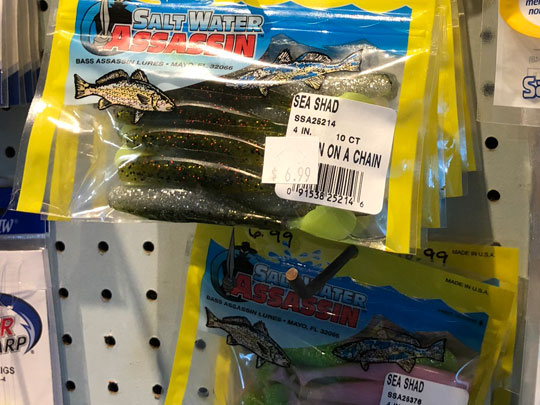 SALT WATER
ASSASSIN
BASS ASSASSIN LURES • MAYO, FL 32066
SEA SHAD
SSA25214
4 IN. 10 CT
ON A CHAIN
$ 6.99
0 91538 25214 6
6.99
MADE IN U.S.A.
MADE IN U.S.A.
SALT WATER
ASSASSIN
BASS ASSASSIN LURES • MAYO, FL 32066
SEA SHAD